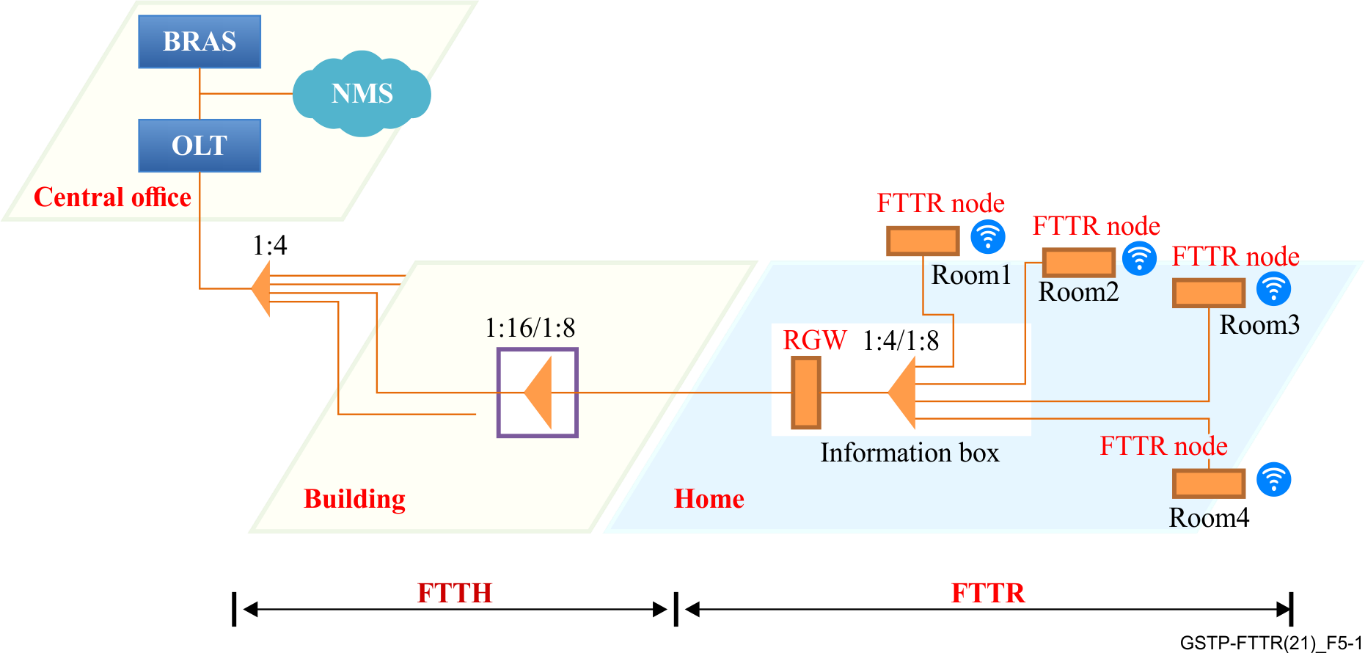 BRAS
NMS
OLT
Central office
1:4
1:16/1:8
Building
FTTR node
Room1
FTTR node
Room2
FTTR node
Room3
RGW
1:4/1:8
Information box
FTTR node
Room4
Home
FTTH
FTTR
GSTP-FTTR(21)_F5-1